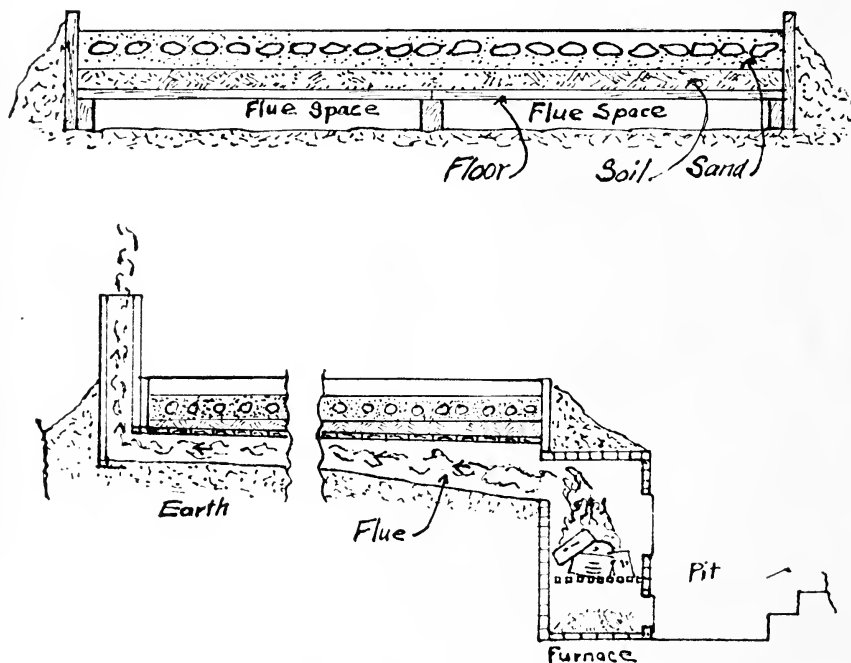 Flue Space Flue Space
Floor Soil Sand
Earth
Flue
Pit
Furnace